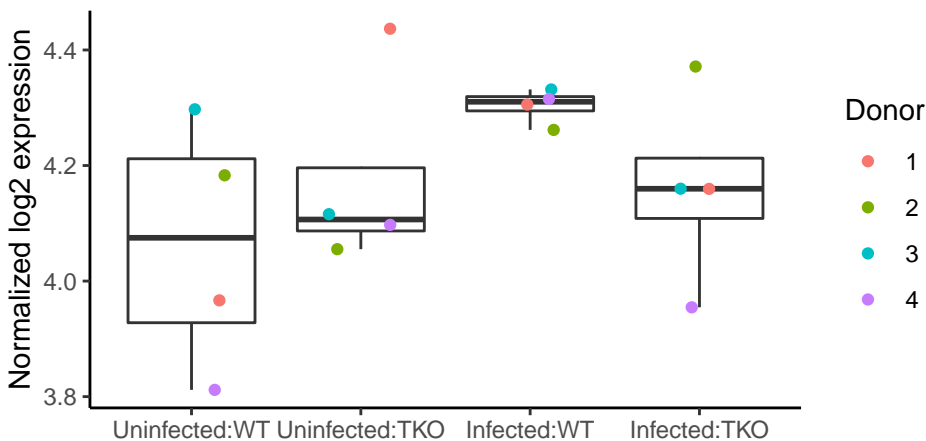 Normalized log2 expression
4.4
4.2
4.0
3.8
Uninfected:WT Uninfected:TKO Infected:WT Infected:TKO
Donor
1
2
3
4